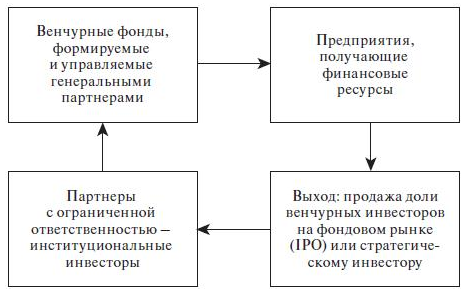 Венчурные фонды,
формируемые
и управляемые
генеральными
партнерами
Предприятия,
получающие
финансовые
ресурсы
Партнеры
с ограниченной
ответственностью –
институциональные
инвесторы
Выход: продажа доли
венчурных инвесторов
на фондовом рынке
(IPO) или стратегиче-
скому инвестору